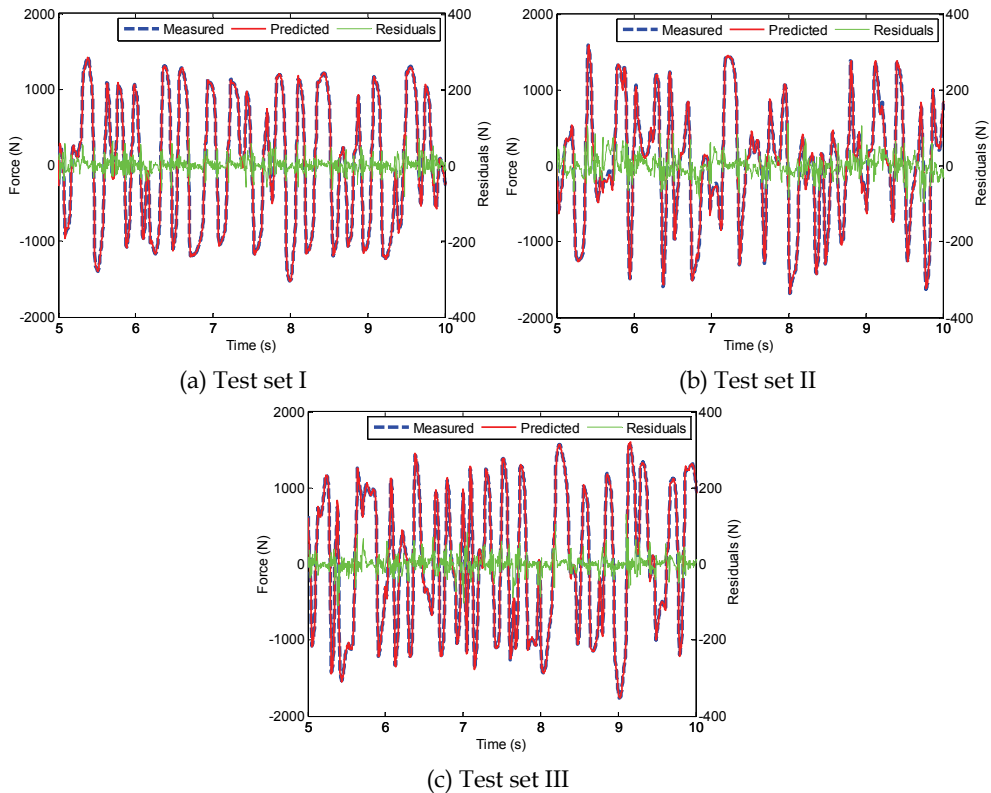 Measured Predicted Residuals
2000
1000
0
-1000
-2000
Force (N)
400
200
0
-200
-400
Residuals (N)
5 6 7 8 9 10
Time (s)
(a) Test set I
Measured Predicted Residuals
2000
1000
0
-1000
-2000
Force (N)
400
200
0
-200
-400
Residuals (N)
5 6 7 8 9 10
Time (s)
(b) Test set II
Measured Predicted Residuals
2000
1000
0
-1000
-2000
Force (N)
400
200
0
-200
-400
Residuals (N)
5 6 7 8 9 10
Time (s)
(c) Test set III